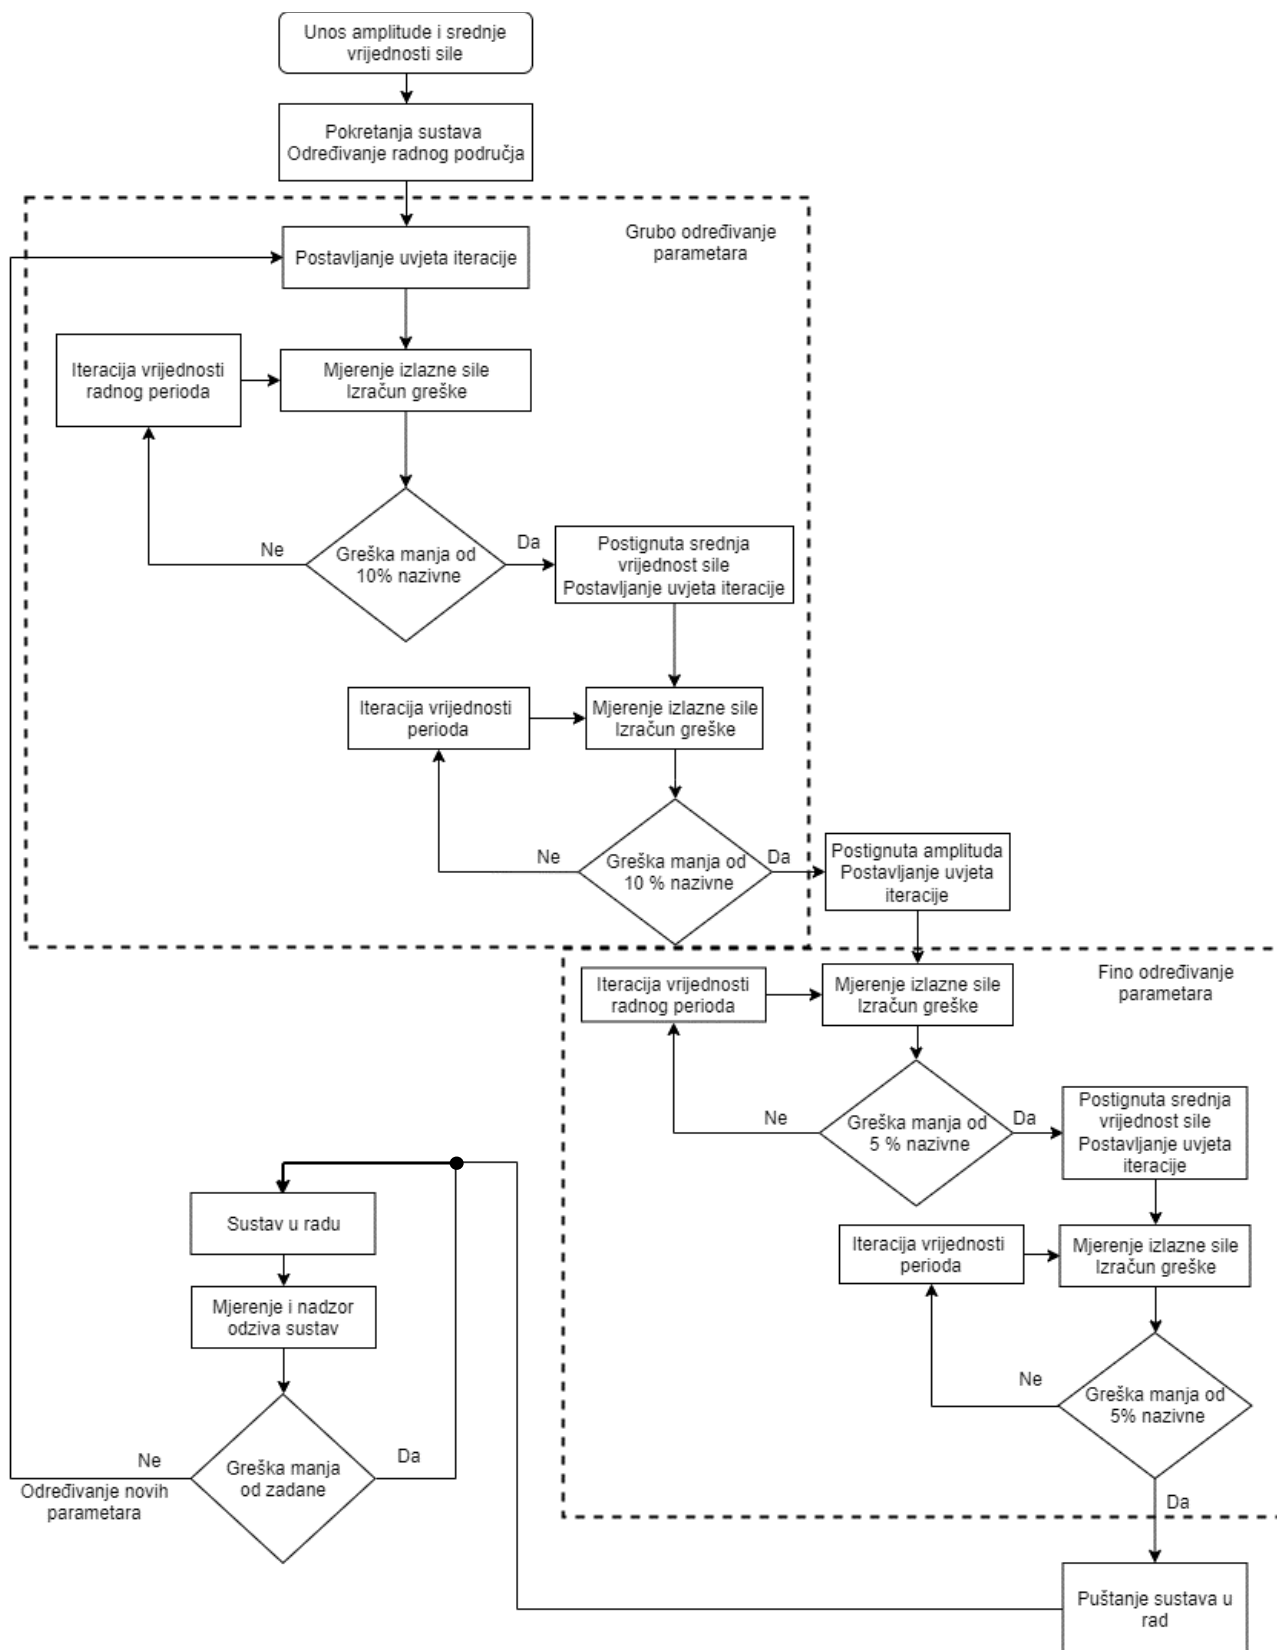 Unos amplitude i srednje
vrijednosti sile
Pokretanja sustava
Određivanje radnog područja
Grubo određivanje
parametara
Postavljanje uvjeta iteracije
Iteracija vrijednosti
radnog perioda
Mjerenje izlazne sile
Izračun greške
Ne
Greška manja od
10% nazivne
Da
Postignuta srednja
vrijednost sile
Postavljanje uvjeta iteracije
Iteracija vrijednosti
perioda
Mjerenje izlazne sile
Izračun greške
Ne
Greška manja od
10 % nazivne
Da
Postignuta amplituda
Postavljanje uvjeta
iteracije
Fino određivanje
parametara
Iteracija vrijednosti
radnog perioda
Mjerenje izlazne sile
Izračun greške
Ne
Greška manja od
5 % nazivne
Da
Postignuta srednja
vrijednost sile
Postavljanje uvjeta
iteracije
Iteracija vrijednosti
perioda
Mjerenje izlazne sile
Izračun greške
Ne
Greška manja od
5% nazivne
Da
Puštanje sustava u
rad
Sustav u radu
Mjerenje i nadzor
odziva sustav
Ne
Greška manja
od zadane
Da
Određivanje novih
parametara